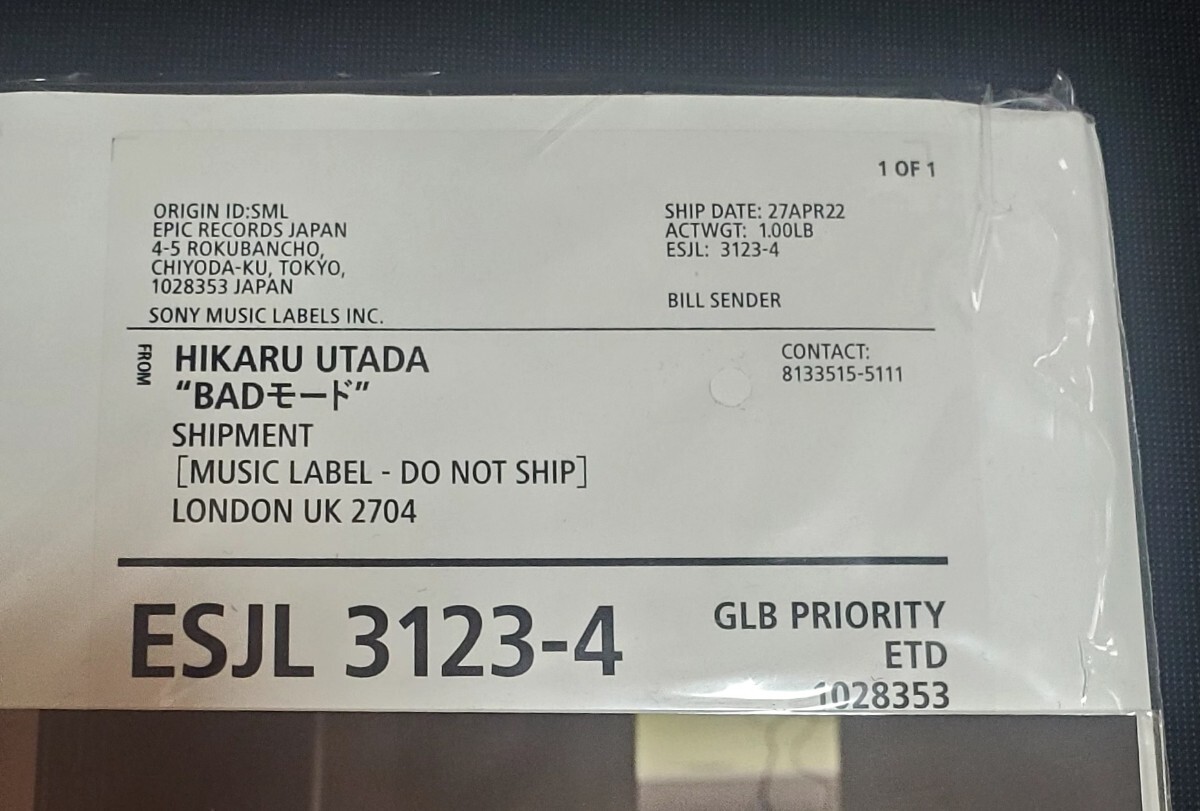 1 OF 1
ORIGIN ID:SML
EPIC RECORDS JAPAN
4-5 ROKUBANCHO,
CHIYODA-KU, TOKYO,
1028353 JAPAN
SONY MUSIC LABELS INC.
SHIP DATE: 27APR22
ACTWGT: 1.00LB
ESJL: 3123-4
BILL SENDER
FROM
HIKARU UTADA
“BADモード”
SHIPMENT
[MUSIC LABEL - DO NOT SHIP]
LONDON UK 2704
CONTACT:
8133515-5111
ESJL 3123-4
GLB PRIORITY
ETD
1028353